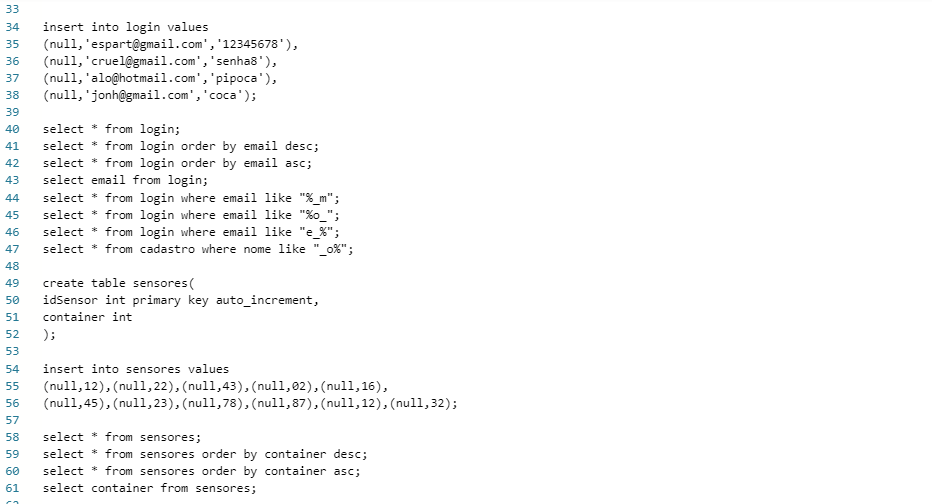 33
34 insert into login values
35 (null,'espart@gmail.com','12345678'),
36 (null,'cruel@gmail.com','senha8'),
37 (null,'alo@hotmail.com','pipoca'),
38 (null,'jonh@gmail.com','coca');
39
40 select * from login;
41 select * from login order by email desc;
42 select * from login order by email asc;
43 select email from login;
44 select * from login where email like "%_m";
45 select * from login where email like "%o_";
46 select * from login where email like "e_%";
47 select * from cadastro where nome like "_o%";
48
49 create table sensores(
50 idSensor int primary key auto_increment,
51 container int
52 );
53
54 insert into sensores values
55 (null,12),(null,22),(null,43),(null,02),(null,16),
56 (null,45),(null,23),(null,78),(null,87),(null,12),(null,32);
57
58 select * from sensores;
59 select * from sensores order by container desc;
60 select * from sensores order by container asc;
61 select container from sensores;